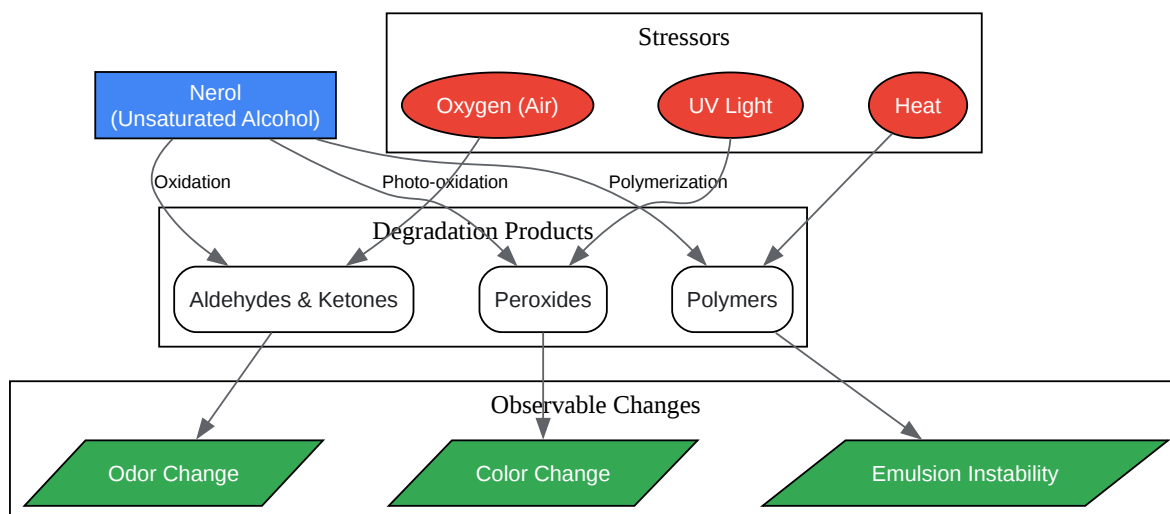 Stressors
Nerol
(Unsaturated Alcohol)
Oxygen (Air)
UV Light
Heat
Oxidation
Photo-oxidation
Polymerization
Degradation Products
Aldehydes & Ketones
Peroxides
Polymers
Observable Changes
Odor Change
Color Change
Emulsion Instability